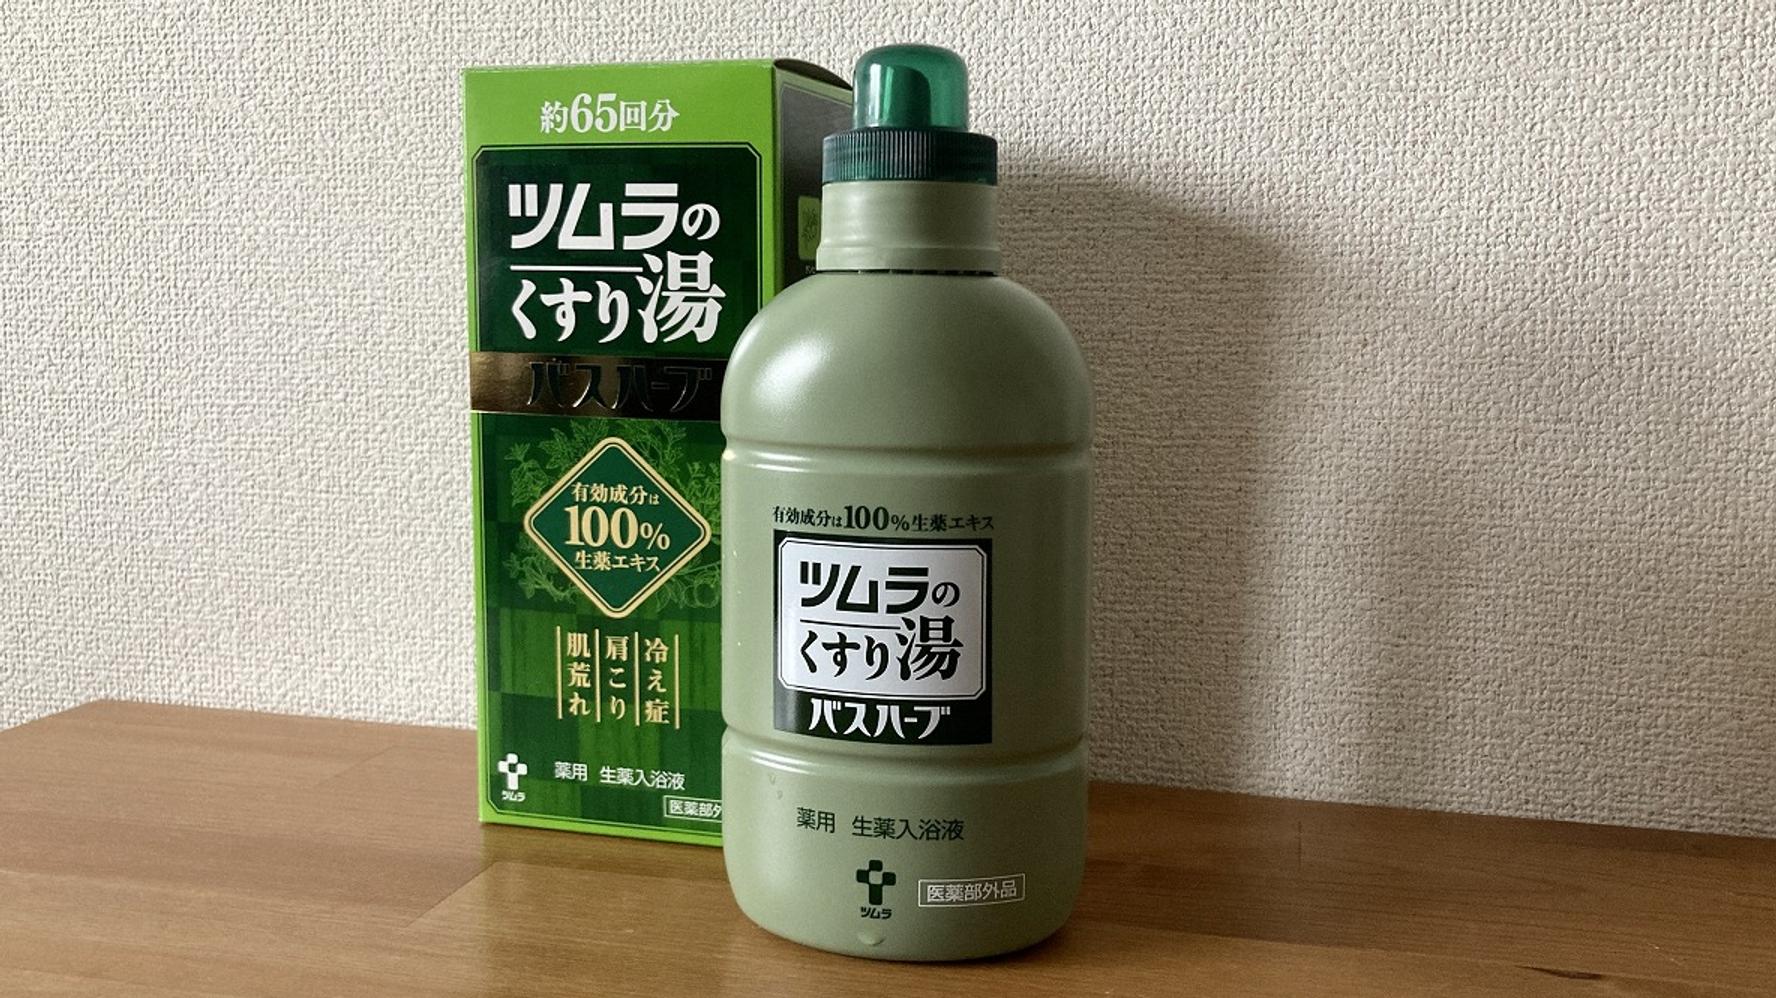 約65回分
ツムラの
くすり湯
バスハーブ
有効成分は
100%
生薬エキス
冷え症
肩こり
肌荒れ
薬用 生薬入浴液
ツムラ
医薬部外
有効成分は100%生薬エキス
ツムラの
くすり湯
バスハーブ
薬用 生薬入浴液
ツムラ
医薬部外品